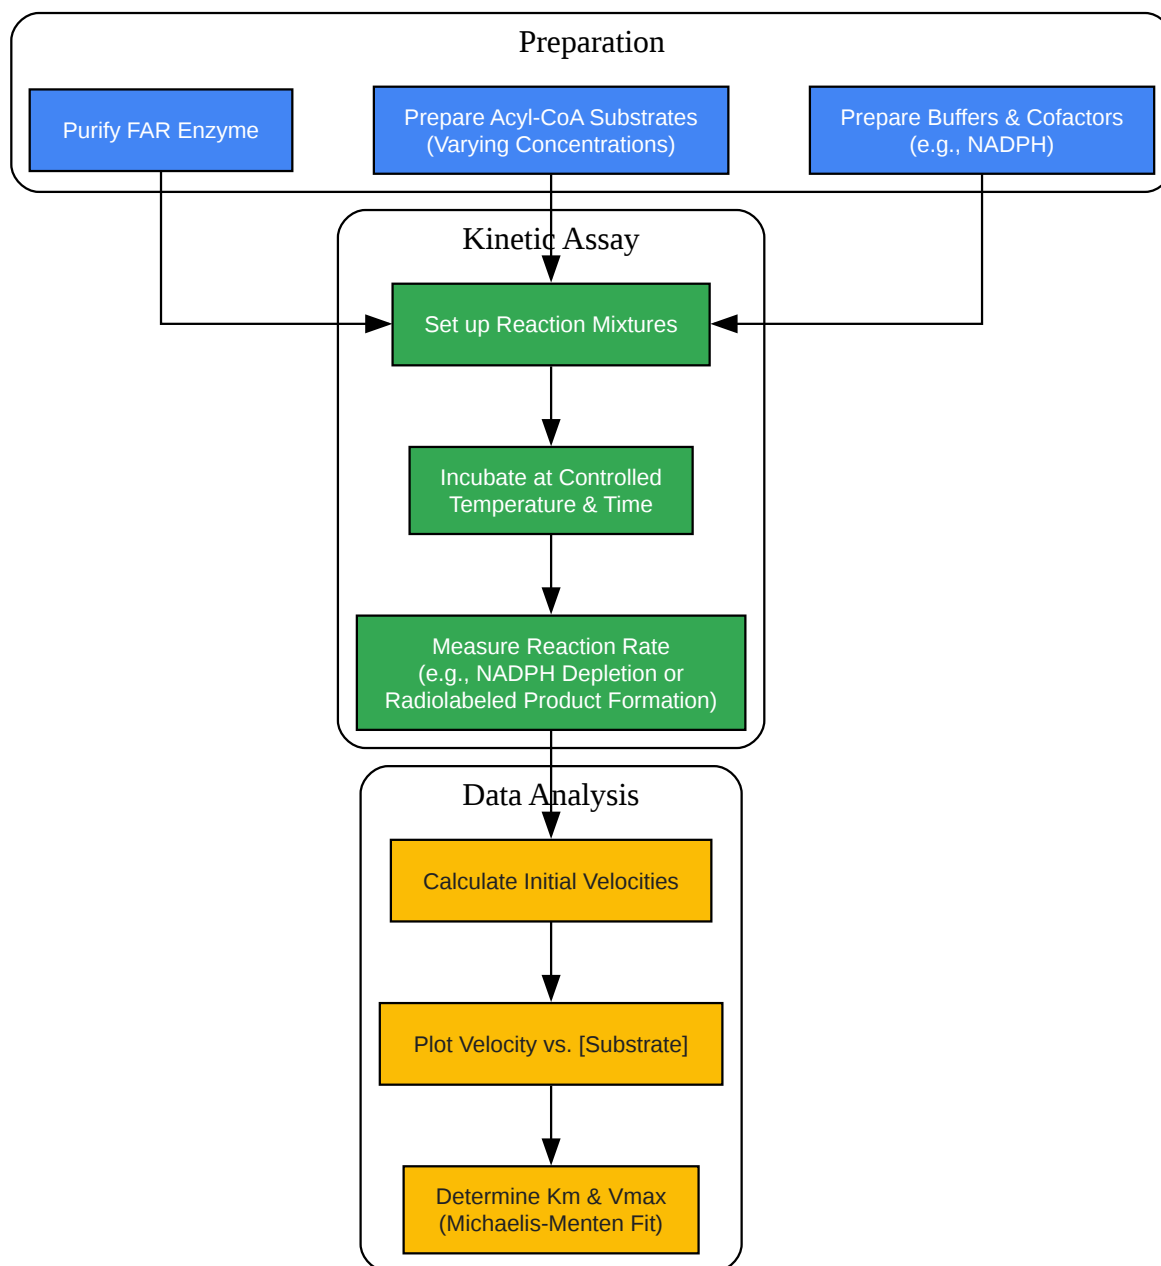 Preparation
Purify FAR Enzyme
Prepare Acyl-CoA Substrates
(Varying Concentrations)
Prepare Buffers & Cofactors
(e.g., NADPH)
Kinetic Assay
Set up Reaction Mixtures
Incubate at Controlled
Temperature & Time
Measure Reaction Rate
(e.g., NADPH Depletion or
Radiolabeled Product Formation)
Data Analysis
Calculate Initial Velocities
Plot Velocity vs. [Substrate]
Determine Km & Vmax
(Michaelis-Menten Fit)